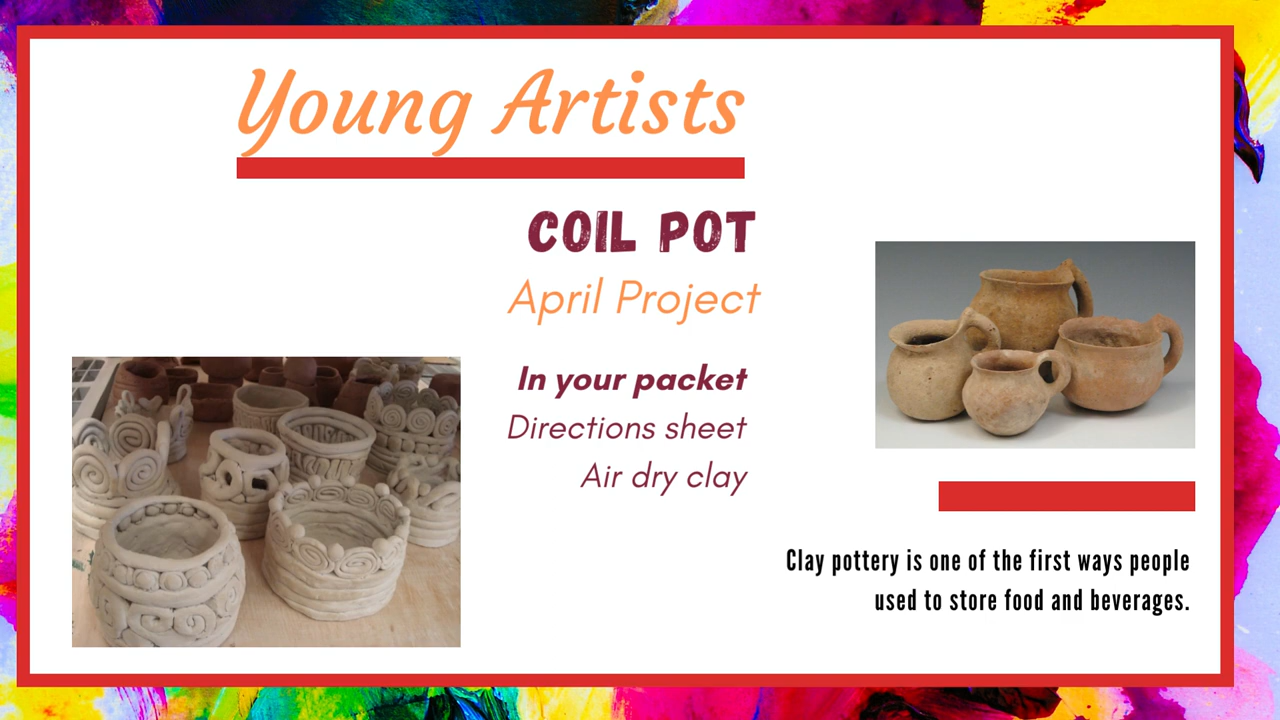 Young Artists
COIL POT
April Project
In your packet
Directions sheet
Air dry clay
Clay pottery is one of the first ways people
used to store food and beverages.